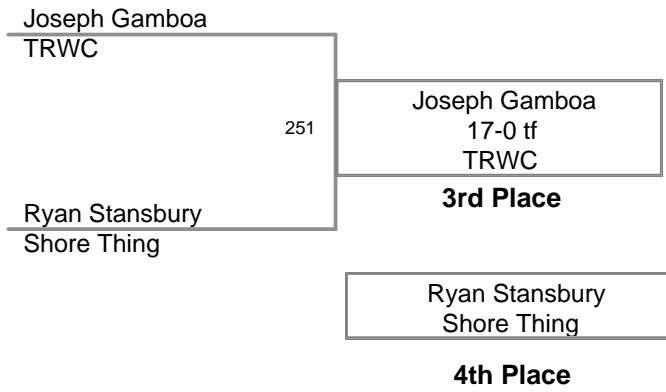 Joseph Gamboa
TRWC
251
Joseph Gamboa
17-0 tf
TRWC
3rd Place
Ryan Stansbury
Shore Thing
Ryan Stansbury
Shore Thing
4th Place